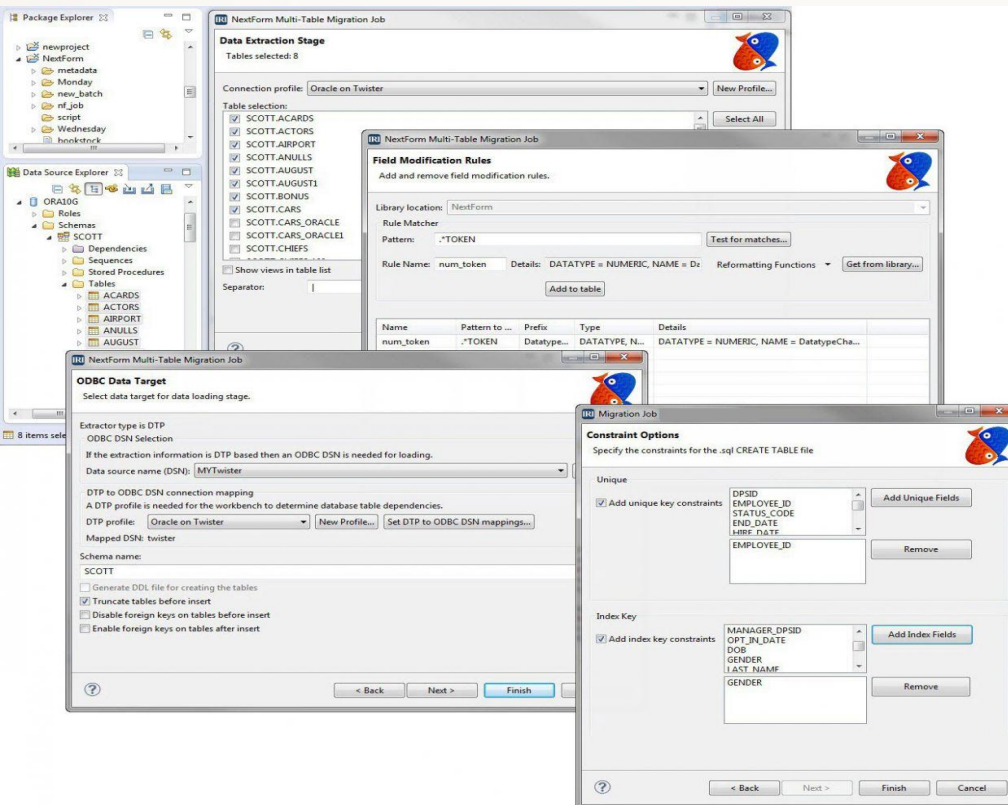 Package Explorer
newproject
NextForm
metadata
Monday
new_batch
nf_job
script
Wednesday
bookstock
Data Source Explorer
ORA10G
Roles
Schemas
SCOTT
Dependencies
Sequences
Stored Procedures
Tables
ACARDS
ACTORS
AIRPORT
ANULLS
AUGUST
8 items sele
IRI NextForm Multi-Table Migration Job
Data Extraction Stage
Tables selected: 8
Connection profile: Oracle on Twister New Profile...
Table selection:
SCOTT.ACARDS Select All
SCOTT.ACTORS
SCOTT.AIRPORT
SCOTT.ANULLS
SCOTT.AUGUST
SCOTT.AUGUST1
SCOTT.BONUS
SCOTT.CARS
SCOTT.CARS_ORACLE
SCOTT.CARS_ORACLE1
SCOTT.CHIEFS
Show views in table list
Separator: |
IRI NextForm Multi-Table Migration Job
Field Modification Rules
Add and remove field modification rules.
Library location: NextForm
Rule Matcher
Pattern: .*TOKEN Test for matches...
Rule Name: num_token Details: DATATYPE = NUMERIC, NAME = Da Reformatting Functions Get from library...
Add to table
Name Pattern to ... Prefix Type Details
num_token .*TOKEN Datatype... DATATYPE, N... DATATYPE = NUMERIC, NAME = DatatypeCha...
IRI NextForm Multi-Table Migration Job
ODBC Data Target
Select data target for data loading stage.
Extractor type is DTP
ODBC DSN Selection
If the extraction information is DTP based then an ODBC DSN is needed for loading.
Data source name (DSN): MYTwister
DTP to ODBC DSN connection mapping
A DTP profile is needed for the workbench to determine database table dependencies.
DTP profile: Oracle on Twister New Profile... Set DTP to ODBC DSN mappings...
Mapped DSN: twister
Schema name:
SCOTT
Generate DDL file for creating the tables
Truncate tables before insert
Disable foreign keys on tables before insert
Enable foreign keys on tables after insert
? < Back Next > Finish
IRI Migration Job
Constraint Options
Specify the constraints for the .sql CREATE TABLE file
Unique
Add unique key constraints
DPSID
EMPLOYEE_ID
STATUS_CODE
END_DATE
HIRE_DATE
Add Unique Fields
EMPLOYEE_ID
Remove
Index Key
Add index key constraints
MANAGER_DPSID
OPT_IN_DATE
DOB
GENDER
LAST_NAME
Add Index Fields
GENDER
Remove
? < Back Next > Finish Cancel